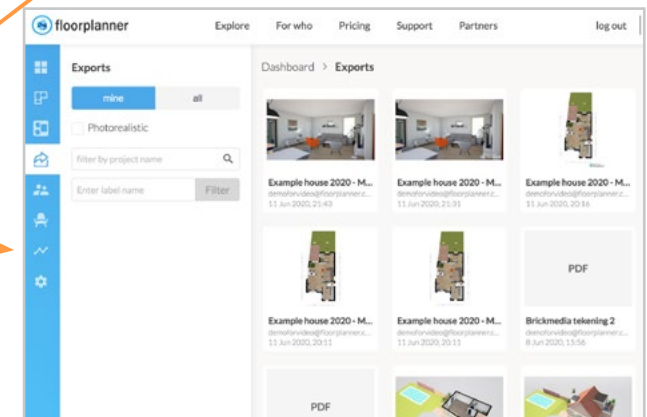 floorplanner
Explore For who Pricing Support Partners log out
Exports
mine all
Photorealistic
filter by project name
Enter label name Filter
Dashboard > Exports
Example house 2020 - M...
demoforvideo@floorplanner.c...
11 Jun 2020, 21:43
Example house 2020 - M...
demoforvideo@floorplanner.c...
11 Jun 2020, 21:31
Example house 2020 - M...
demoforvideo@floorplanner.c...
11 Jun 2020, 20:16
Example house 2020 - M...
demoforvideo@floorplanner.c...
11 Jun 2020, 20:11
Example house 2020 - M...
demoforvideo@floorplanner.c...
11 Jun 2020, 20:11
PDF
Brickmedia tekening 2
demoforvideo@floorplanner.c...
8 Jun 2020, 13:56
PDF